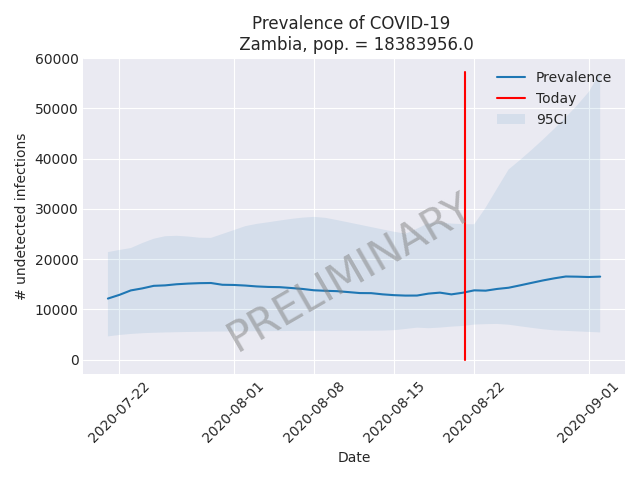 Prevalence of COVID-19
Zambia, pop. = 18383956.0
60000
50000
40000
30000
20000
10000
0
# undetected infections
Prevalence
Today
95CI
PRELIMINARY
2020-07-22
2020-08-01
2020-08-08
2020-08-15
2020-08-22
2020-09-01
Date